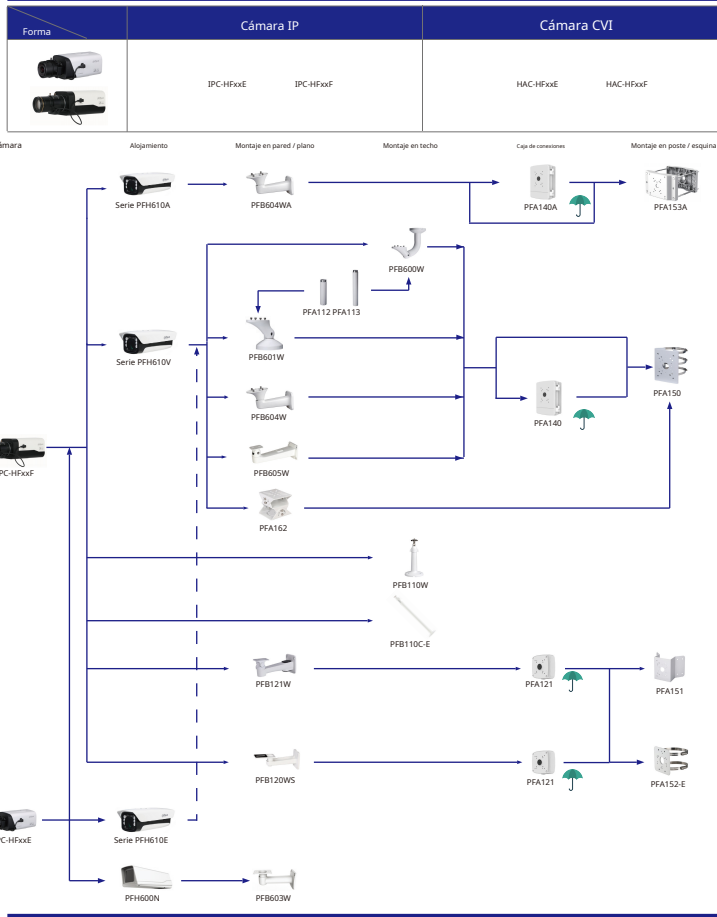 Forma
Cámara IP
Cámara CVI
IPC-HFxxE
IPC-HFxxF
HAC-HFxxE
HAC-HFxxF
ámara
Alojamiento
Montaje en pared / plano
Montaje en techo
Caja de conexiones
Montaje en poste / esquina
Serie PFH610A
PFB604WA
PFA140A
PFA153A
PFB600W
PFA112 PFA113
Serie PFH610V
PFB601W
PFA150
PFB604W
PFA140
PC-HFxxF
PFB605W
PFA162
PFB110W
PFB110C-E
PFB121W
PFA121
PFA151
PFB120WS
PFA121
PFA152-E
PC-HFxxE
Serie PFH610E
PFH600N
PFB603W